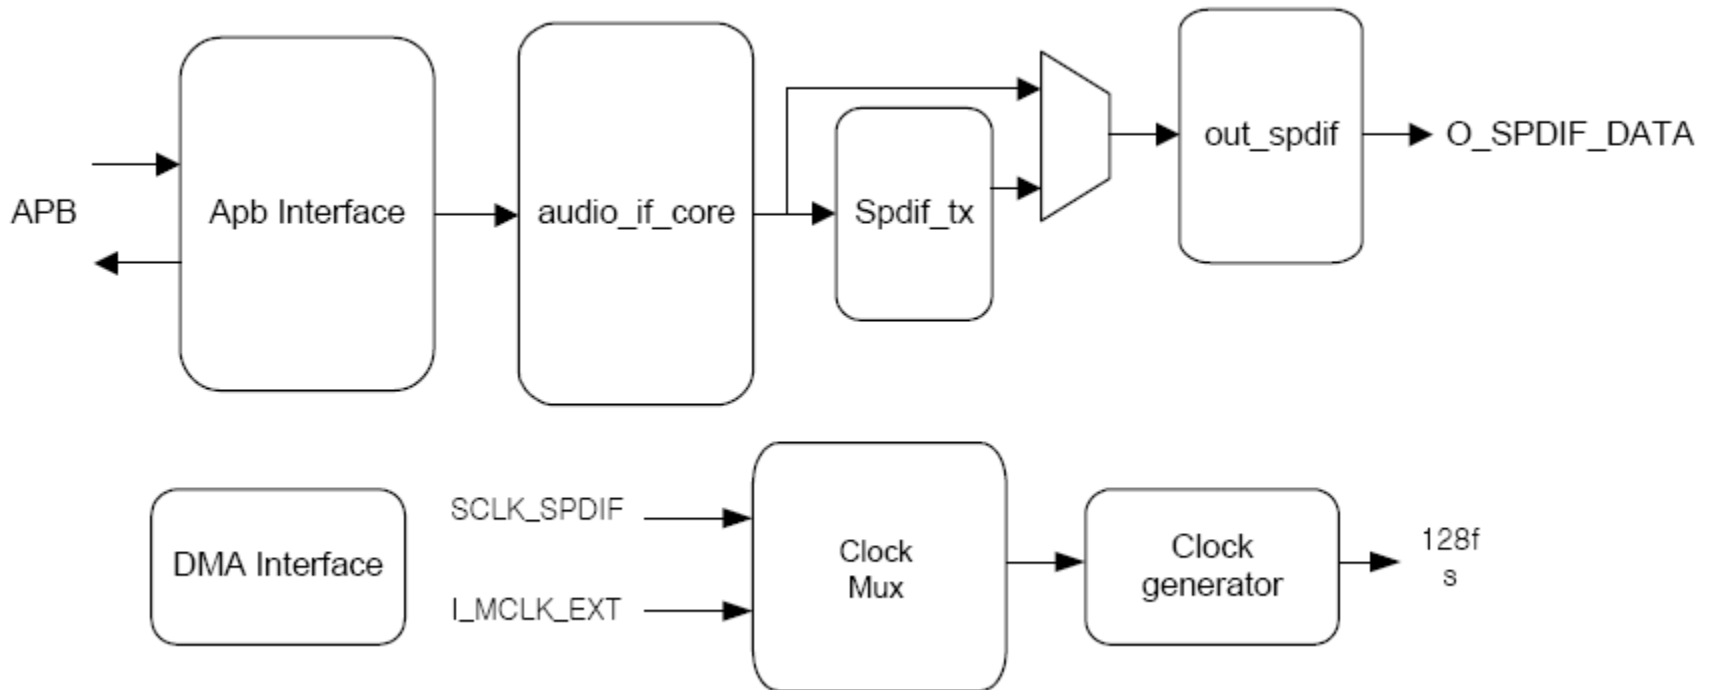 APB
Apb Interface
audio_if_core
Spdif_tx
out_spdif
O_SPDIF_DATA
DMA Interface
SCLK_SPDIF
I_MCLK_EXT
Clock
Mux
Clock
generator
128f
s